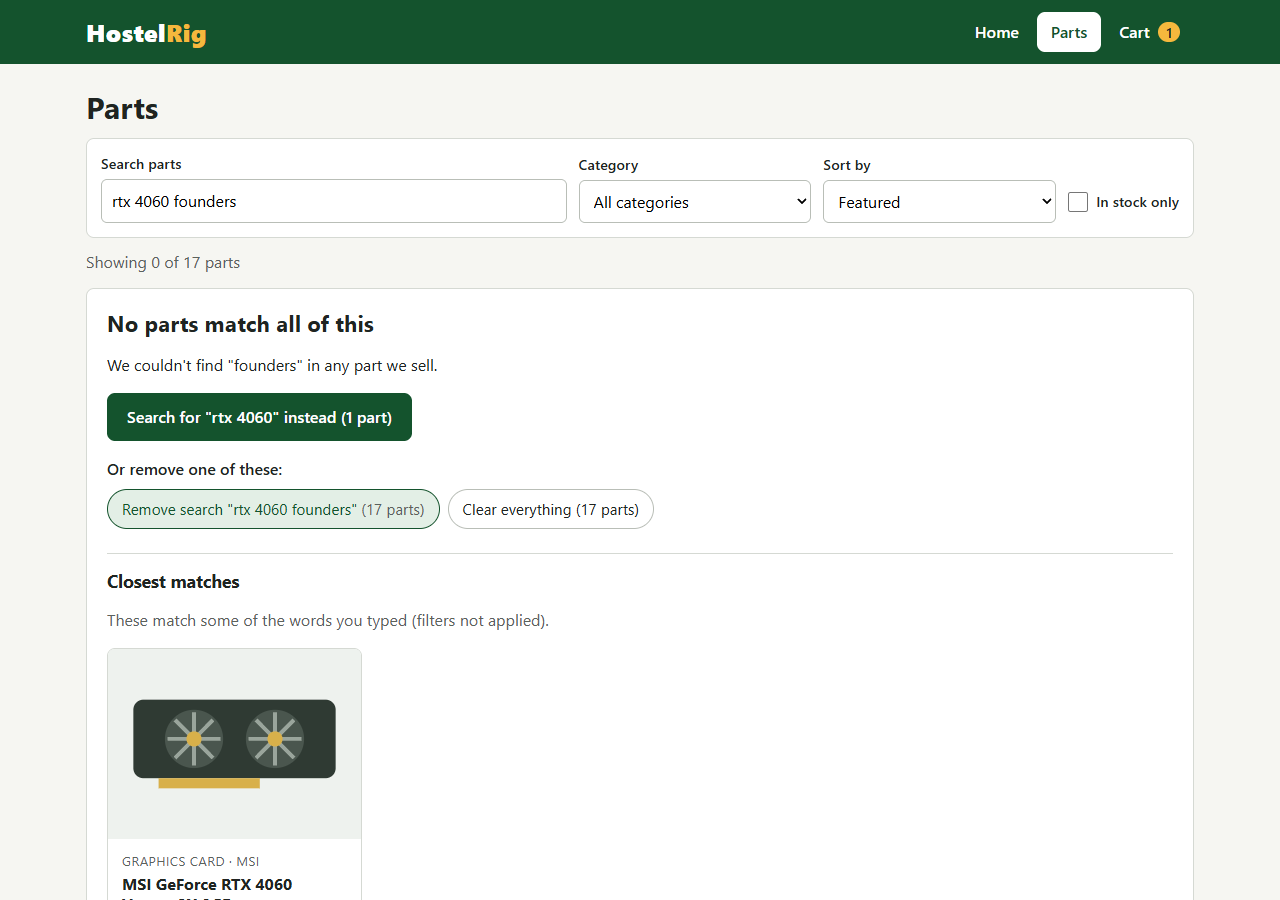 HostelRig
Home
Parts
Cart 1
Parts
Search parts
rtx 4060 founders
Category
All categories
Sort by
Featured
In stock only
Showing 0 of 17 parts
No parts match all of this
We couldn't find "founders" in any part we sell.
Search for "rtx 4060" instead (1 part)
Or remove one of these:
Remove search "rtx 4060 founders" (17 parts)
Clear everything (17 parts)
Closest matches
These match some of the words you typed (filters not applied).
GRAPHICS CARD · MSI
MSI GeForce RTX 4060